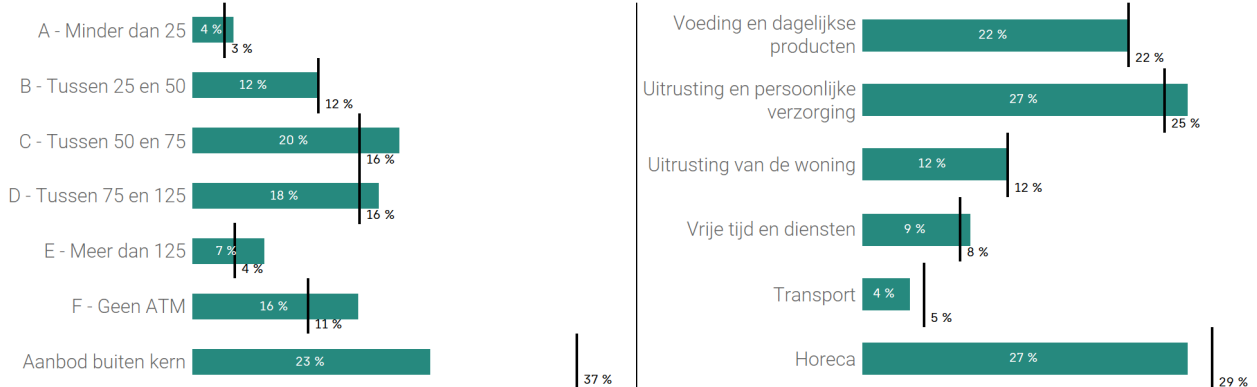 A - Minder dan 25
4 %
3 %
B - Tussen 25 en 50
12 %
12 %
C - Tussen 50 en 75
20 %
16 %
D - Tussen 75 en 125
18 %
16 %
E - Meer dan 125
7 %
4 %
F - Geen ATM
16 %
11 %
Aanbod buiten kern
23 %
37 %
Voeding en dagelijkse
producten
22 %
22 %
Uitrusting en persoonlijke
verzorging
27 %
25 %
Uitrusting van de woning
12 %
12 %
Vrije tijd en diensten
9 %
8 %
Transport
4 %
5 %
Horeca
27 %
29 %